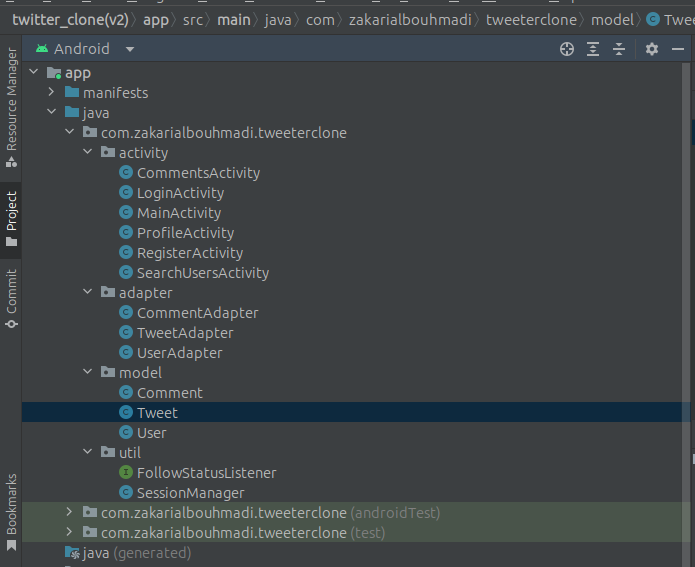 twitter_clone(v2) app src main java com zakarialbouhmadi tweeterclone model Twee
Android
app
manifests
java
com.zakarialbouhmadi.tweeterclone
activity
CommentsActivity
LoginActivity
MainActivity
ProfileActivity
RegisterActivity
SearchUsersActivity
adapter
CommentAdapter
TweetAdapter
UserAdapter
model
Comment
Tweet
User
util
FollowStatusListener
SessionManager
com.zakarialbouhmadi.tweeterclone (androidTest)
com.zakarialbouhmadi.tweeterclone (test)
java (generated)
Resource Manager
Project
Commit
Bookmarks